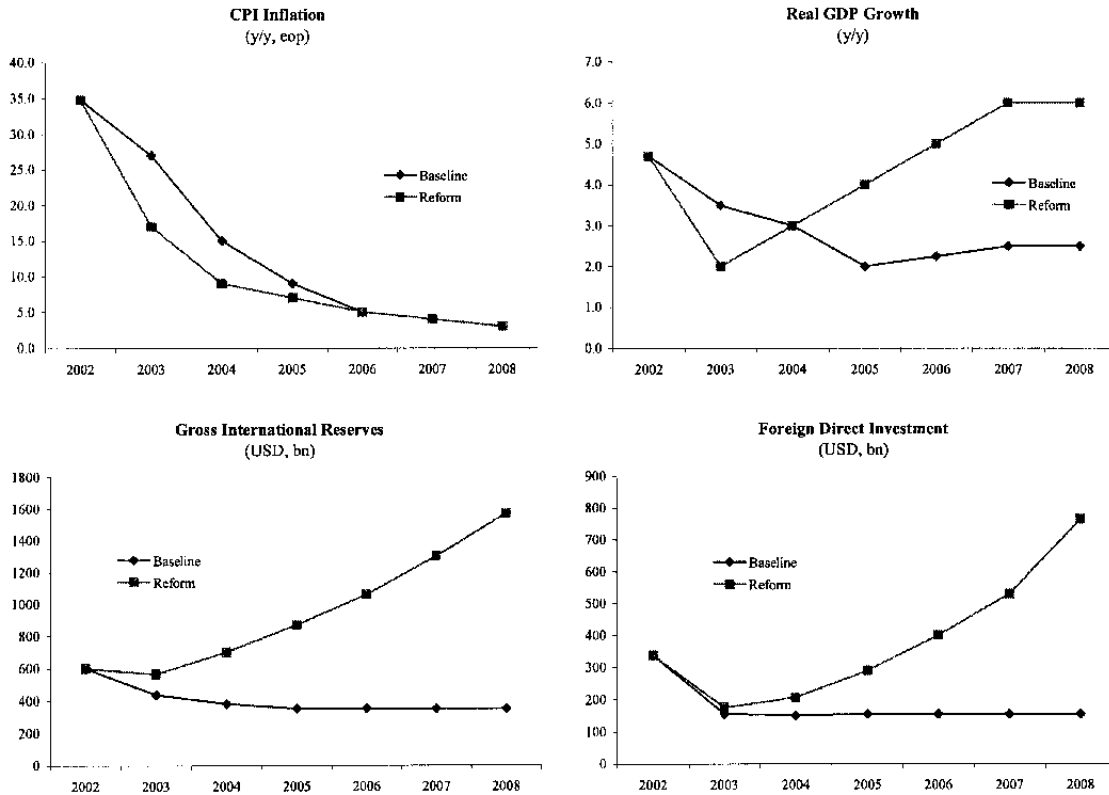 CPI Inflation
(y/y, eop)
40.0
35.0
30.0
25.0
20.0
15.0
10.0
5.0
0.0
Baseline
Reform
2002 2003 2004 2005 2006 2007 2008
Real GDP Growth
(y/y)
7.0
6.0
5.0
4.0
3.0
2.0
1.0
0.0
Baseline
Reform
2002 2003 2004 2005 2006 2007 2008
Gross International Reserves
(USD, bn)
1800
1600
1400
1200
1000
800
600
400
200
0
Baseline
Reform
2002 2003 2004 2005 2006 2007 2008
Foreign Direct Investment
(USD, bn)
900
800
700
600
500
400
300
200
100
0
Baseline
Reform
2002 2003 2004 2005 2006 2007 2008